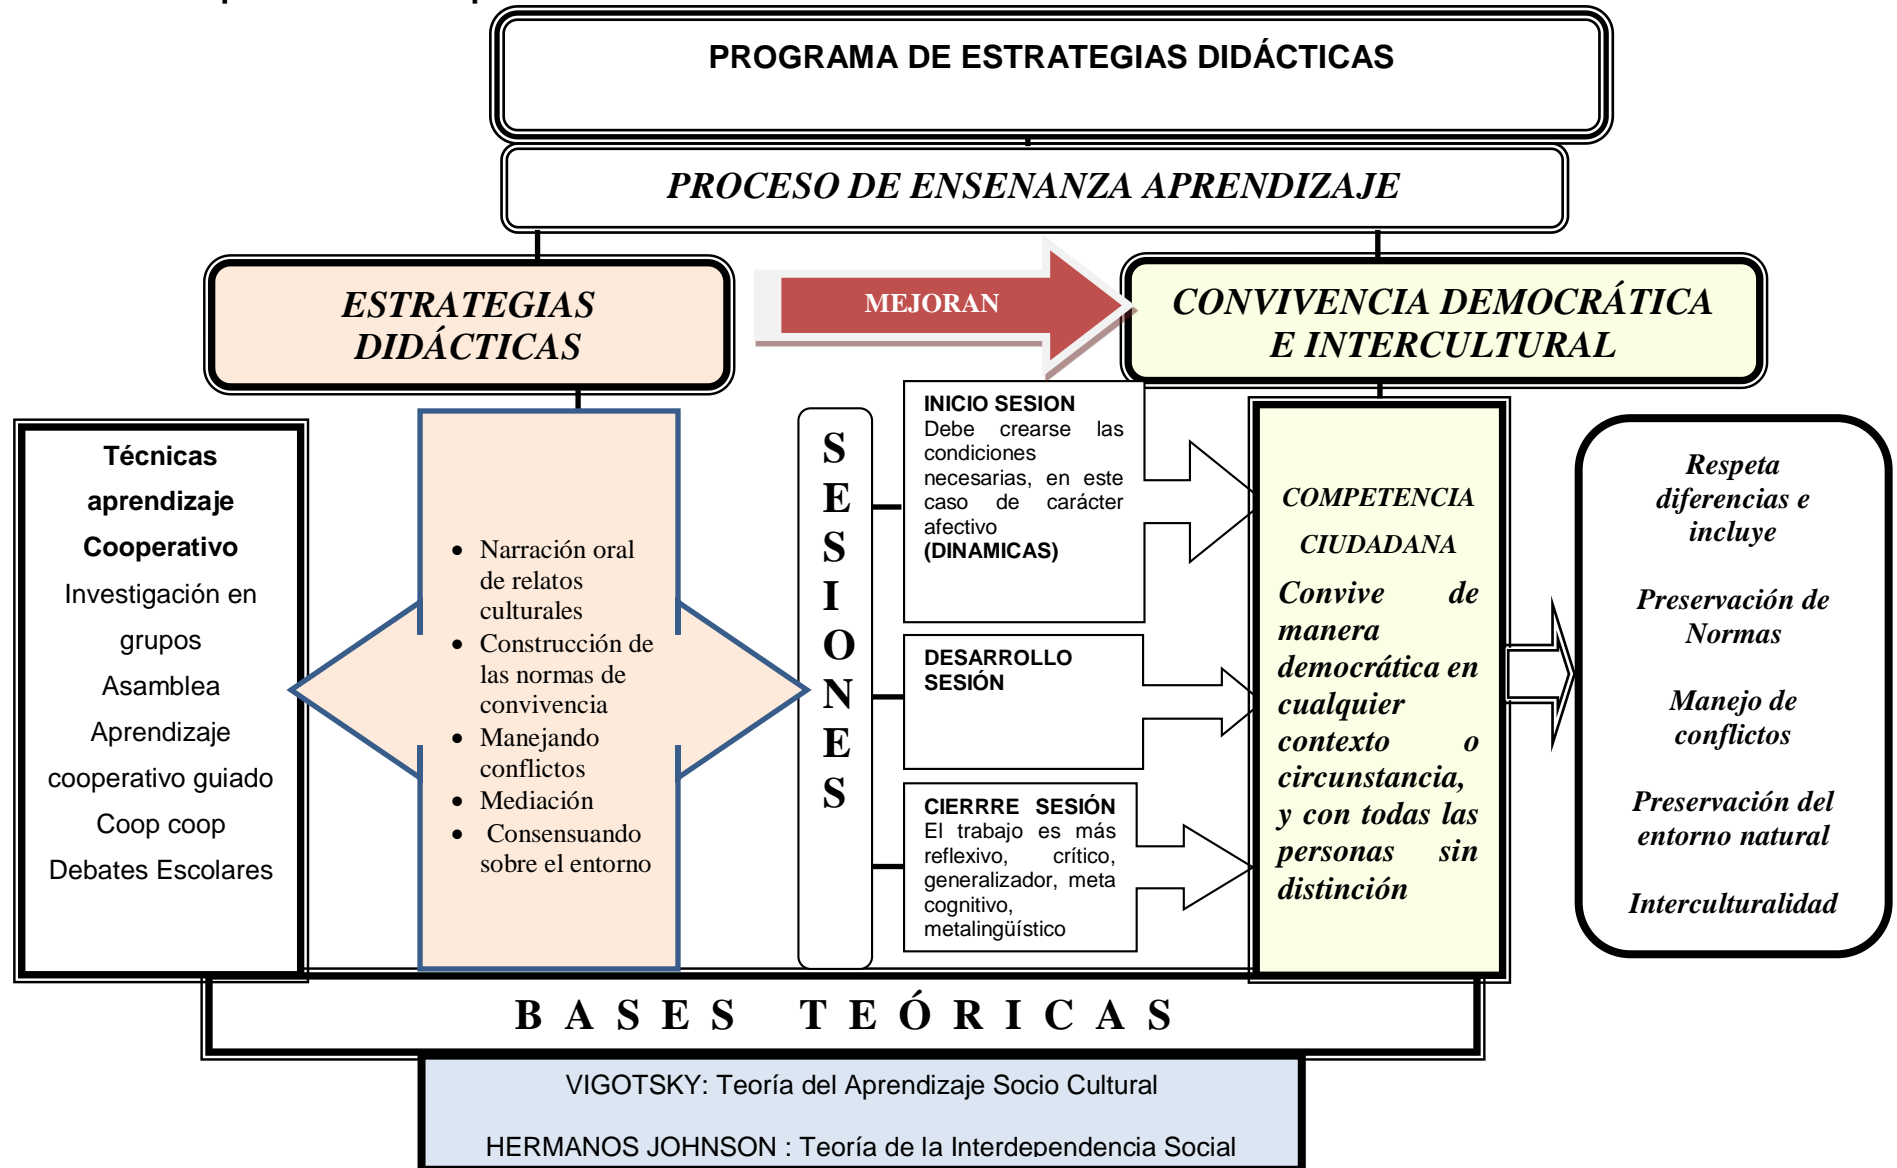 PROGRAMA DE ESTRATEGIAS DIDÁCTICAS
PROCESO DE ENSENANZA APRENDIZAJE
ESTRATEGIAS
DIDÁCTICAS
MEJORAN
CONVIVENCIA DEMOCRÁTICA
E INTERCULTURAL
Técnicas
aprendizaje
Cooperativo
Investigación en
grupos
Asamblea
Aprendizaje
cooperativo guiado
Coop coop
Debates Escolares
• Narración oral
de relatos
culturales
• Construcción de
las normas de
convivencia
• Manejando
conflictos
• Mediación
• Consensuando
sobre el entorno
S
E
S
I
O
N
E
S
INICIO SESION
Debe crearse las
condiciones
necesarias, en este
caso de carácter
afectivo
(DINAMICAS)
DESARROLLO
SESIÓN
CIERRRE SESIÓN
El trabajo es más
reflexivo, crítico,
generalizador, meta
cognitivo,
metalingüístico
COMPETENCIA
CIUDADANA
Convive de
manera
democrática en
cualquier
contexto o
circunstancia,
y con todas las
personas sin
distinción
Respeta
diferencias e
incluye
Preservación de
Normas
Manejo de
conflictos
Preservación del
entorno natural
Interculturalidad
BASES TEÓRICAS
VIGOTSKY: Teoría del Aprendizaje Socio Cultural
HERMANOS JOHNSON : Teoría de la Interdependencia Social